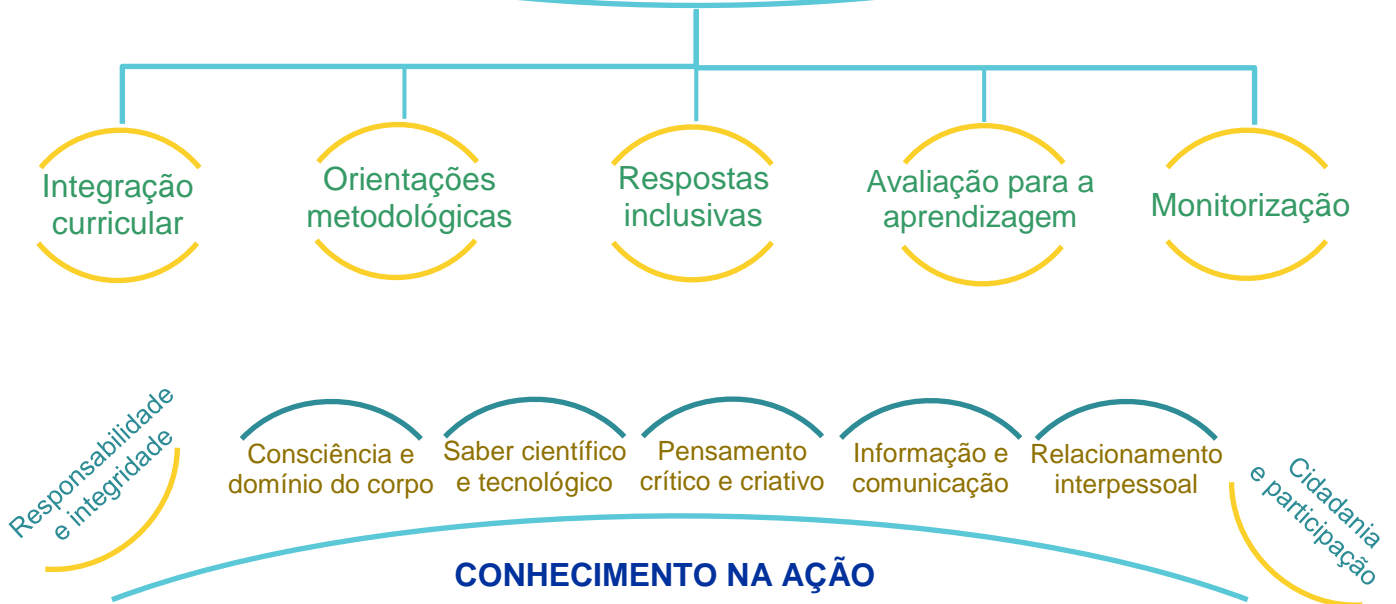 Integração
curricular
Orientações
metodológicas
Respostas
inclusivas
Avaliação para a
aprendizagem
Monitorização
Responsabilidade
e integridade
Consciência e
domínio do corpo
Saber científico
e tecnológico
Pensamento
crítico e criativo
Informação e
comunicação
Relacionamento
interpessoal
Cidadania
e participação
CONHECIMENTO NA AÇÃO